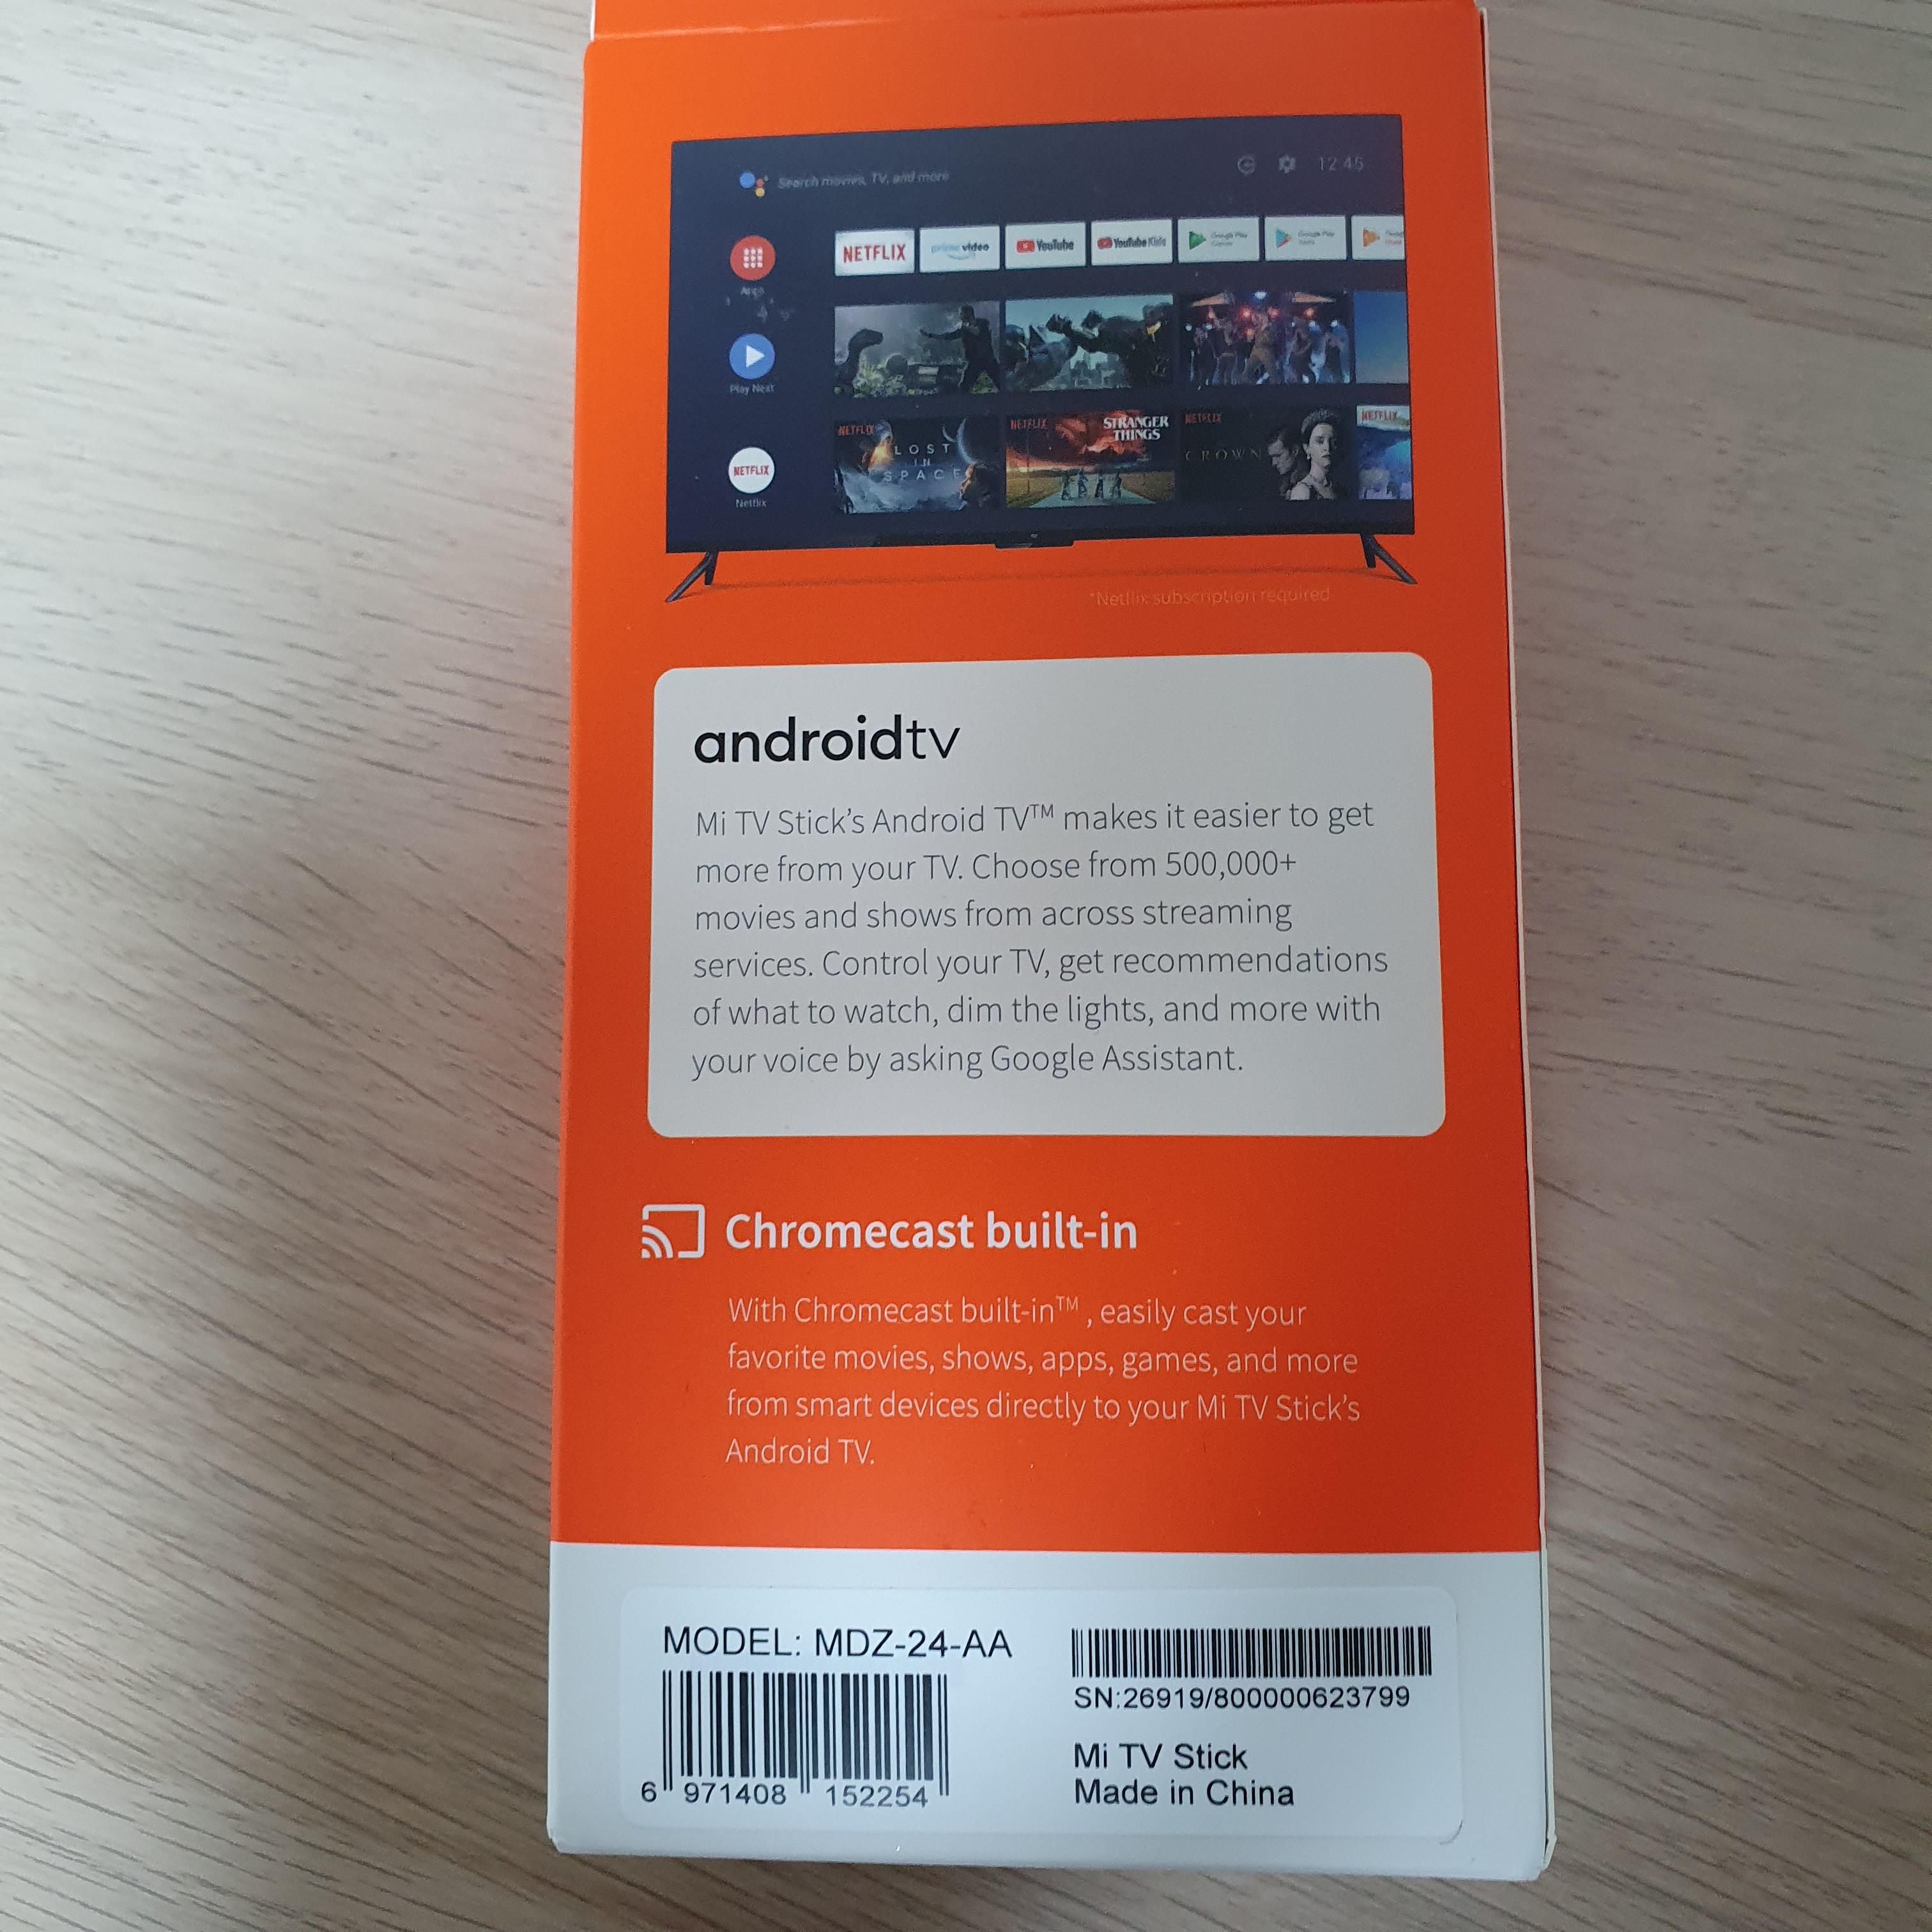 Search movies, TV, and more
12:45
NETFLIX
prime video
YouTube
YouTube Kids
Google Play
Games
Google Play
Apps
Play Next
NETFLIX
LOST
IN
SPACE
NETFLIX
STRANGER
THINGS
NETFLIX
CROWN
NETFLIX
NETFLIX
Netflix
*Netflix subscription required
androidtv
Mi TV Stick’s Android TV™ makes it easier to get
more from your TV. Choose from 500,000+
movies and shows from across streaming
services. Control your TV, get recommendations
of what to watch, dim the lights, and more with
your voice by asking Google Assistant.
Chromecast built-in
With Chromecast built-in™ , easily cast your
favorite movies, shows, apps, games, and more
from smart devices directly to your Mi TV Stick’s
Android TV.
MODEL: MDZ-24-AA
6 971408 152254
SN:26919/800000623799
Mi TV Stick
Made in China